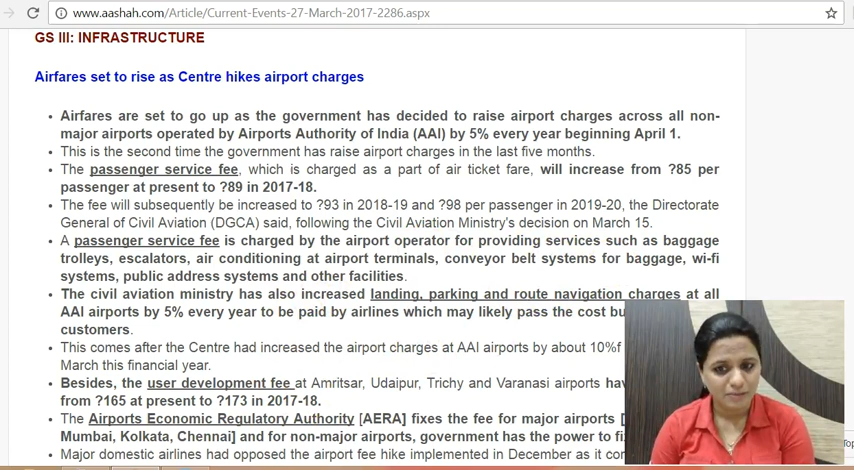 www.aashah.com/Article/Current-Events-27-March-2017-2286.aspx
GS III: INFRASTRUCTURE
Airfares set to rise as Centre hikes airport charges
• Airfares are set to go up as the government has decided to raise airport charges across all non-
major airports operated by Airports Authority of India (AAI) by 5% every year beginning April 1.
• This is the second time the government has raise airport charges in the last five months.
• The passenger service fee, which is charged as a part of air ticket fare, will increase from ?85 per
passenger at present to ?89 in 2017-18.
• The fee will subsequently be increased to ?93 in 2018-19 and ?98 per passenger in 2019-20, the Directorate
General of Civil Aviation (DGCA) said, following the Civil Aviation Ministry's decision on March 15.
• A passenger service fee is charged by the airport operator for providing services such as baggage
trolleys, escalators, air conditioning at airport terminals, conveyor belt systems for baggage, wi-fi
systems, public address systems and other facilities.
• The civil aviation ministry has also increased landing, parking and route navigation charges at all
AAI airports by 5% every year to be paid by airlines which may likely pass the cost bu
customers.
• This comes after the Centre had increased the airport charges at AAI airports by about 10%f
March this financial year.
• Besides, the user development fee at Amritsar, Udaipur, Trichy and Varanasi airports hav
from ?165 at present to ?173 in 2017-18.
• The Airports Economic Regulatory Authority [AERA] fixes the fee for major airports [
Mumbai, Kolkata, Chennai] and for non-major airports, government has the power to fi
• Major domestic airlines had opposed the airport fee hike implemented in December as it con